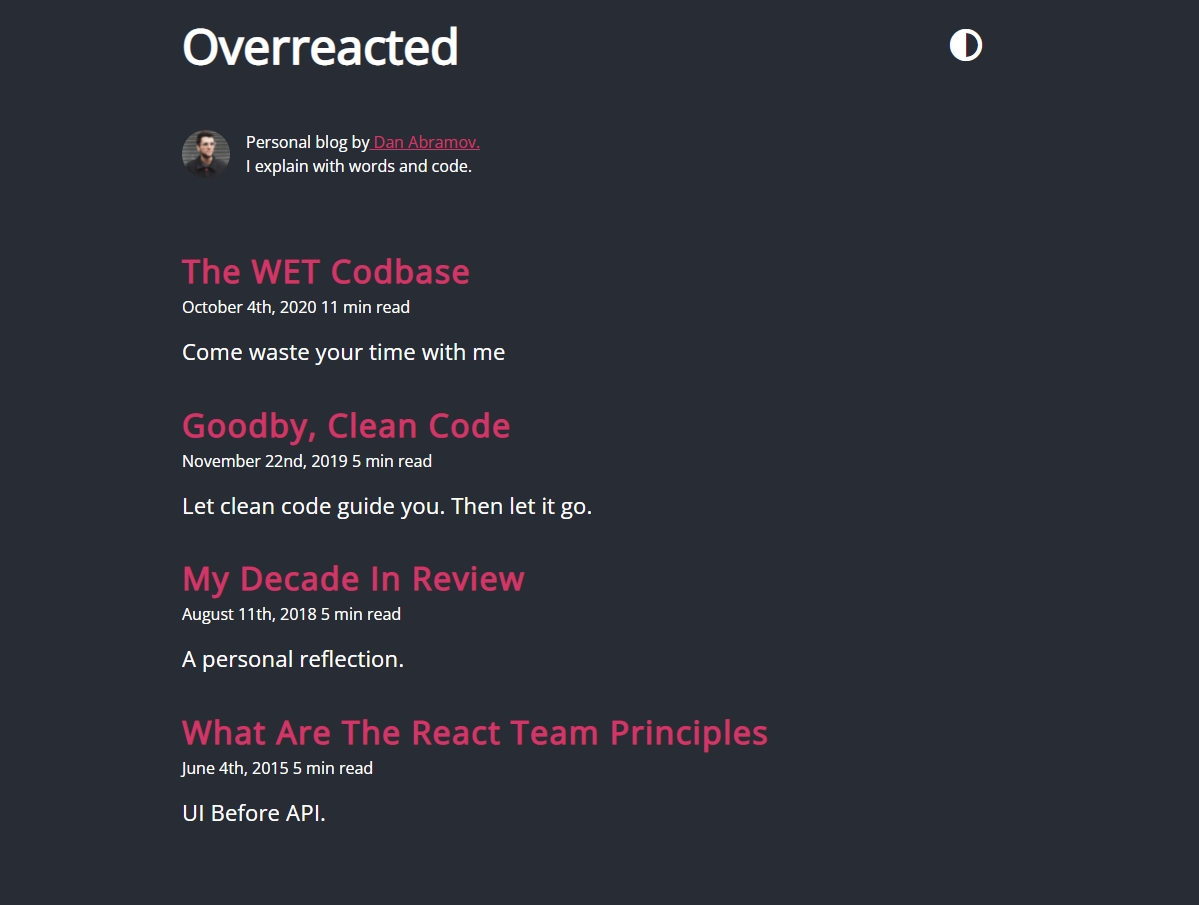 Overreacted
Personal blog by Dan Abramov.
I explain with words and code.
The WET Codbase
October 4th, 2020 11 min read
Come waste your time with me
Goodby, Clean Code
November 22nd, 2019 5 min read
Let clean code guide you. Then let it go.
My Decade In Review
August 11th, 2018 5 min read
A personal reflection.
What Are The React Team Principles
June 4th, 2015 5 min read
UI Before API.